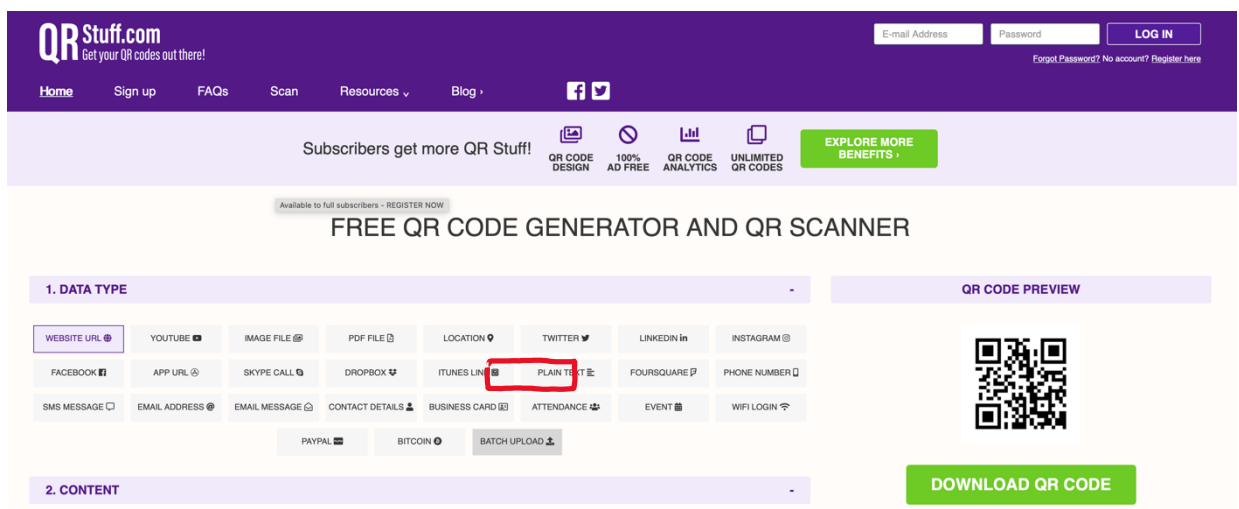 QR Stuff.com
Get your QR codes out there!
E-mail Address Password LOG IN
Forgot Password? No account? Register here
Home Sign up FAQs Scan Resources Blog ›
Subscribers get more QR Stuff!
QR CODE DESIGN
100% AD FREE
QR CODE ANALYTICS
UNLIMITED QR CODES
EXPLORE MORE
BENEFITS ›
Available to full subscribers - REGISTER NOW
FREE QR CODE GENERATOR AND QR SCANNER
1. DATA TYPE -
QR CODE PREVIEW
WEBSITE URL YOUTUBE IMAGE FILE PDF FILE LOCATION TWITTER LINKEDIN INSTAGRAM
FACEBOOK APP URL SKYPE CALL DROPBOX ITUNES PLAIN TEXT FOURSQUARE PHONE NUMBER
SMS MESSAGE EMAIL ADDRESS EMAIL MESSAGE CONTACT DETAILS BUSINESS CARD ATTENDANCE EVENT WIFI LOGIN
PAYPAL BITCOIN BATCH UPLOAD
2. CONTENT -
DOWNLOAD QR CODE